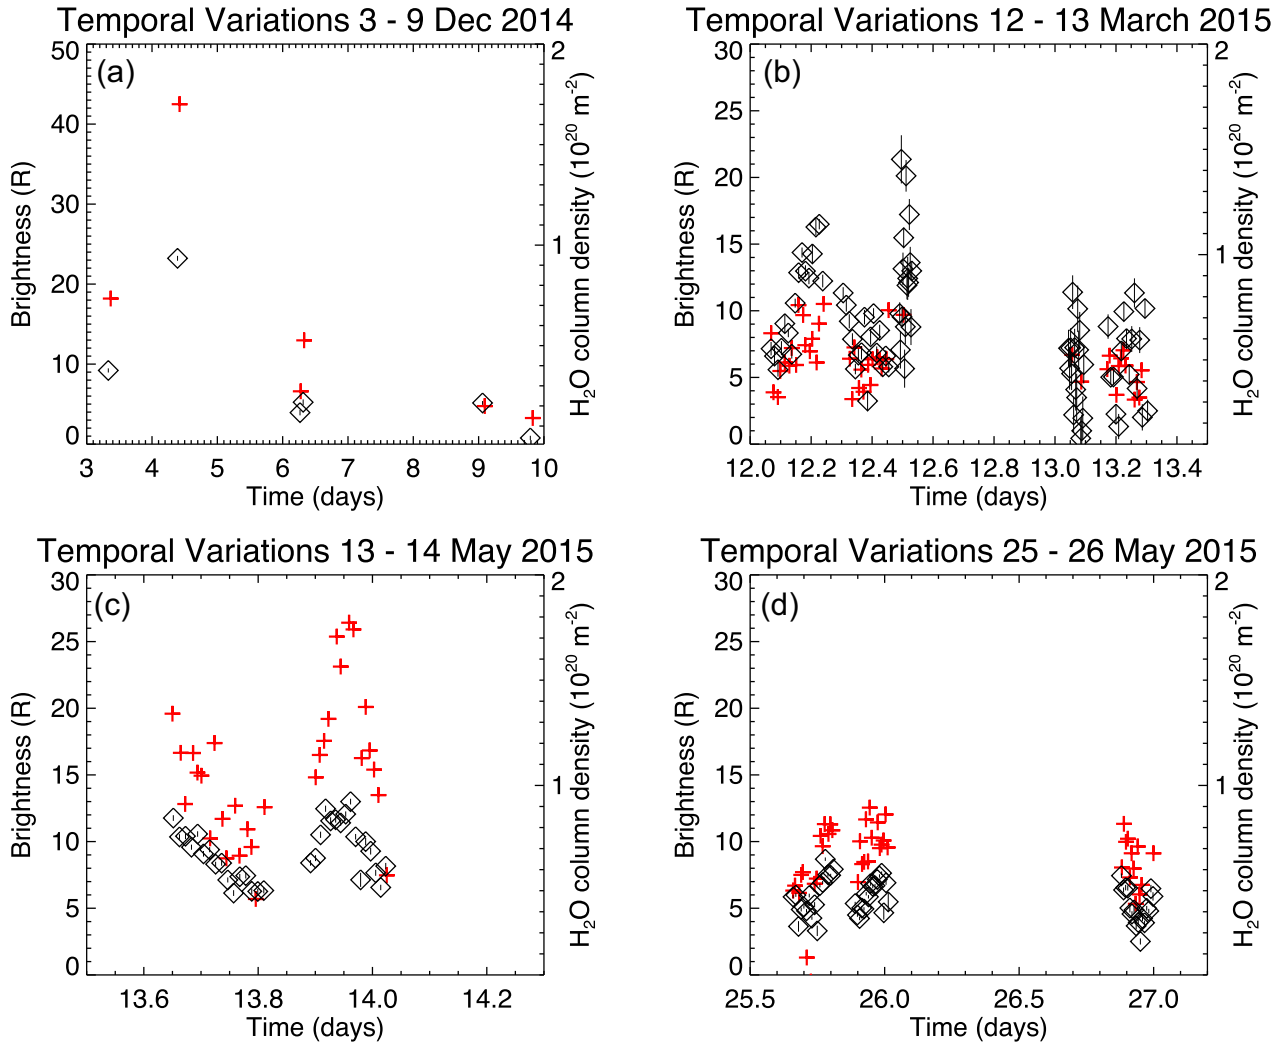 Temporal Variations 3 - 9 Dec 2014
(a)
50
40
30
20
10
0
Brightness (R)
2
1
H2O column density (10^20 m^-2)
3 4 5 6 7 8 9 10
Time (days)
Temporal Variations 12 - 13 March 2015
(b)
30
25
20
15
10
5
0
Brightness (R)
2
1
H2O column density (10^20 m^-2)
12.0 12.2 12.4 12.6 12.8 13.0 13.2 13.4
Time (days)
Temporal Variations 13 - 14 May 2015
(c)
30
25
20
15
10
5
0
Brightness (R)
2
1
H2O column density (10^20 m^-2)
13.6 13.8 14.0 14.2
Time (days)
Temporal Variations 25 - 26 May 2015
(d)
30
25
20
15
10
5
0
Brightness (R)
2
1
H2O column density (10^20 m^-2)
25.5 26.0 26.5 27.0
Time (days)